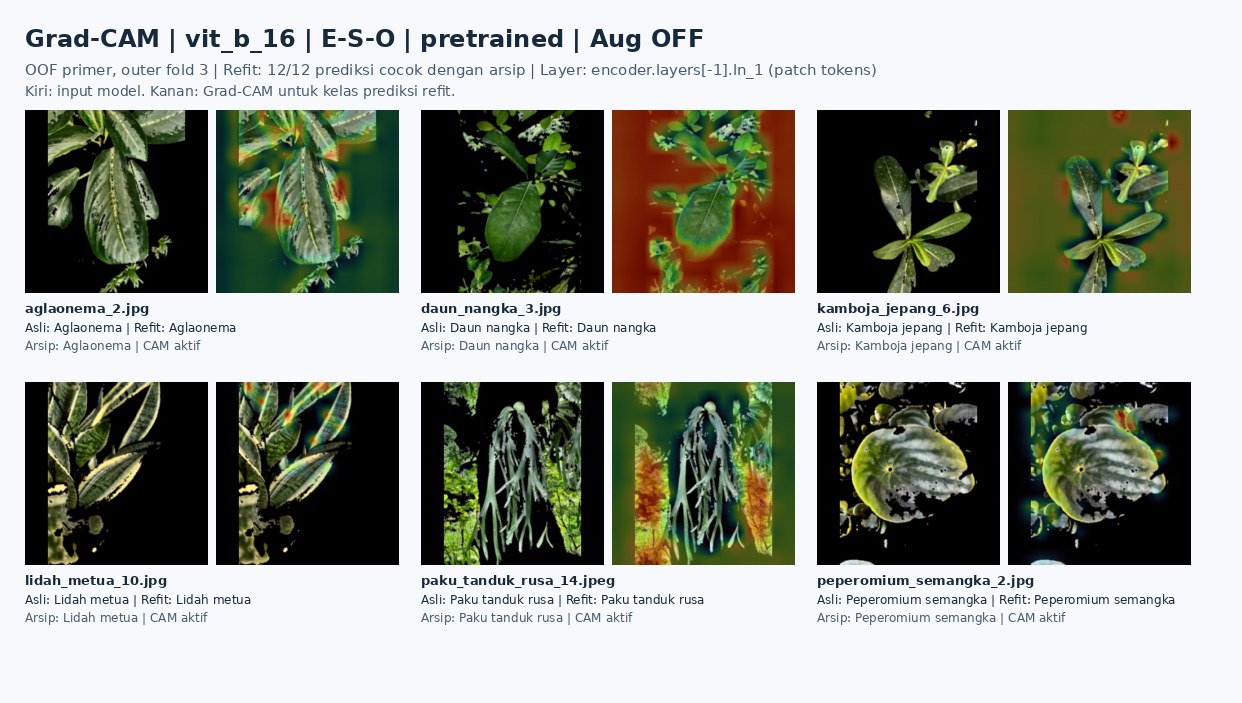 Grad-CAM | vit_b_16 | E-S-O | pretrained | Aug OFF
OOF primer, outer fold 3 | Refit: 12/12 prediksi cocok dengan arsip | Layer: encoder.layers[-1].ln_1 (patch tokens)
Kiri: input model. Kanan: Grad-CAM untuk kelas prediksi refit.
aglaonema_2.jpg
Asli: Aglaonema | Refit: Aglaonema
Arsip: Aglaonema | CAM aktif
daun_nangka_3.jpg
Asli: Daun nangka | Refit: Daun nangka
Arsip: Daun nangka | CAM aktif
kamboja_jepang_6.jpg
Asli: Kamboja jepang | Refit: Kamboja jepang
Arsip: Kamboja jepang | CAM aktif
lidah_metua_10.jpg
Asli: Lidah metua | Refit: Lidah metua
Arsip: Lidah metua | CAM aktif
paku_tanduk_rusa_14.jpeg
Asli: Paku tanduk rusa | Refit: Paku tanduk rusa
Arsip: Paku tanduk rusa | CAM aktif
peperomium_semangka_2.jpg
Asli: Peperomium semangka | Refit: Peperomium semangka
Arsip: Peperomium semangka | CAM aktif